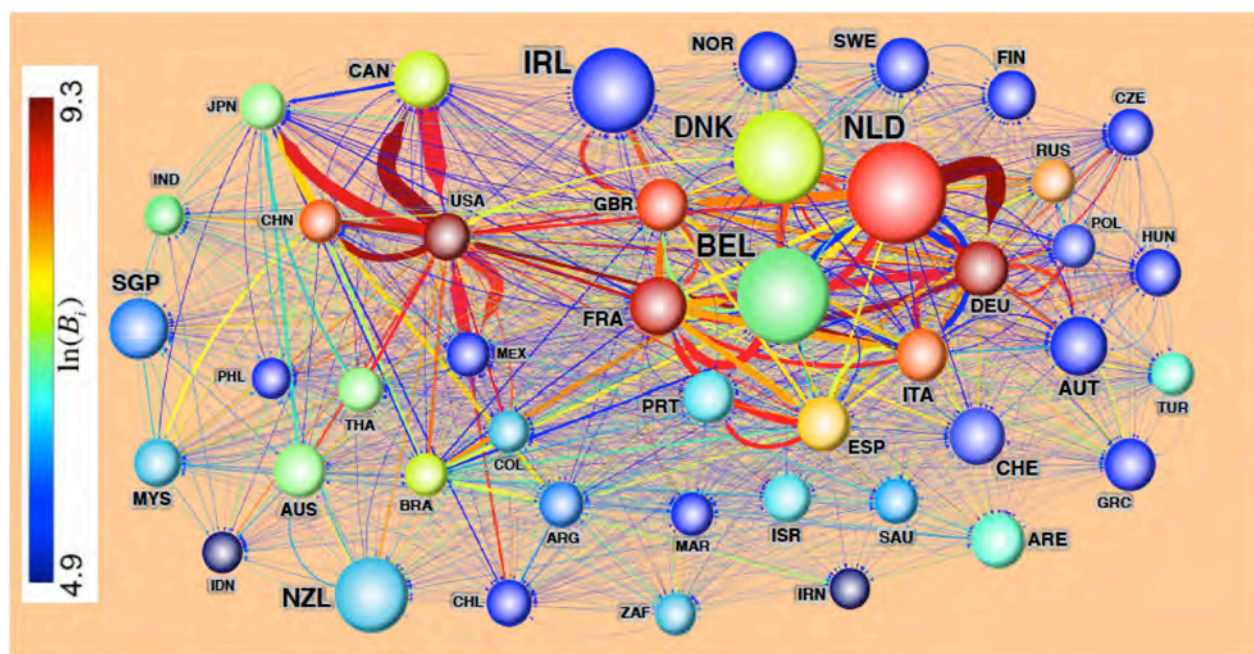 9.3
ln(B_i)
4.9
IRL
NOR
SWE
FIN
CAN
JPN
CZE
DNK
NLD
RUS
IND
USA
GBR
CHN
POL
HUN
BEL
SGP
DEU
FRA
MEX
PHL
ITA
AUT
PRT
TUR
THA
ESP
COL
CHE
MYS
BRA
AUS
GRC
ARG
MAR
ISR
SAU
ARE
IDN
NZL
CHL
ZAF
IRN